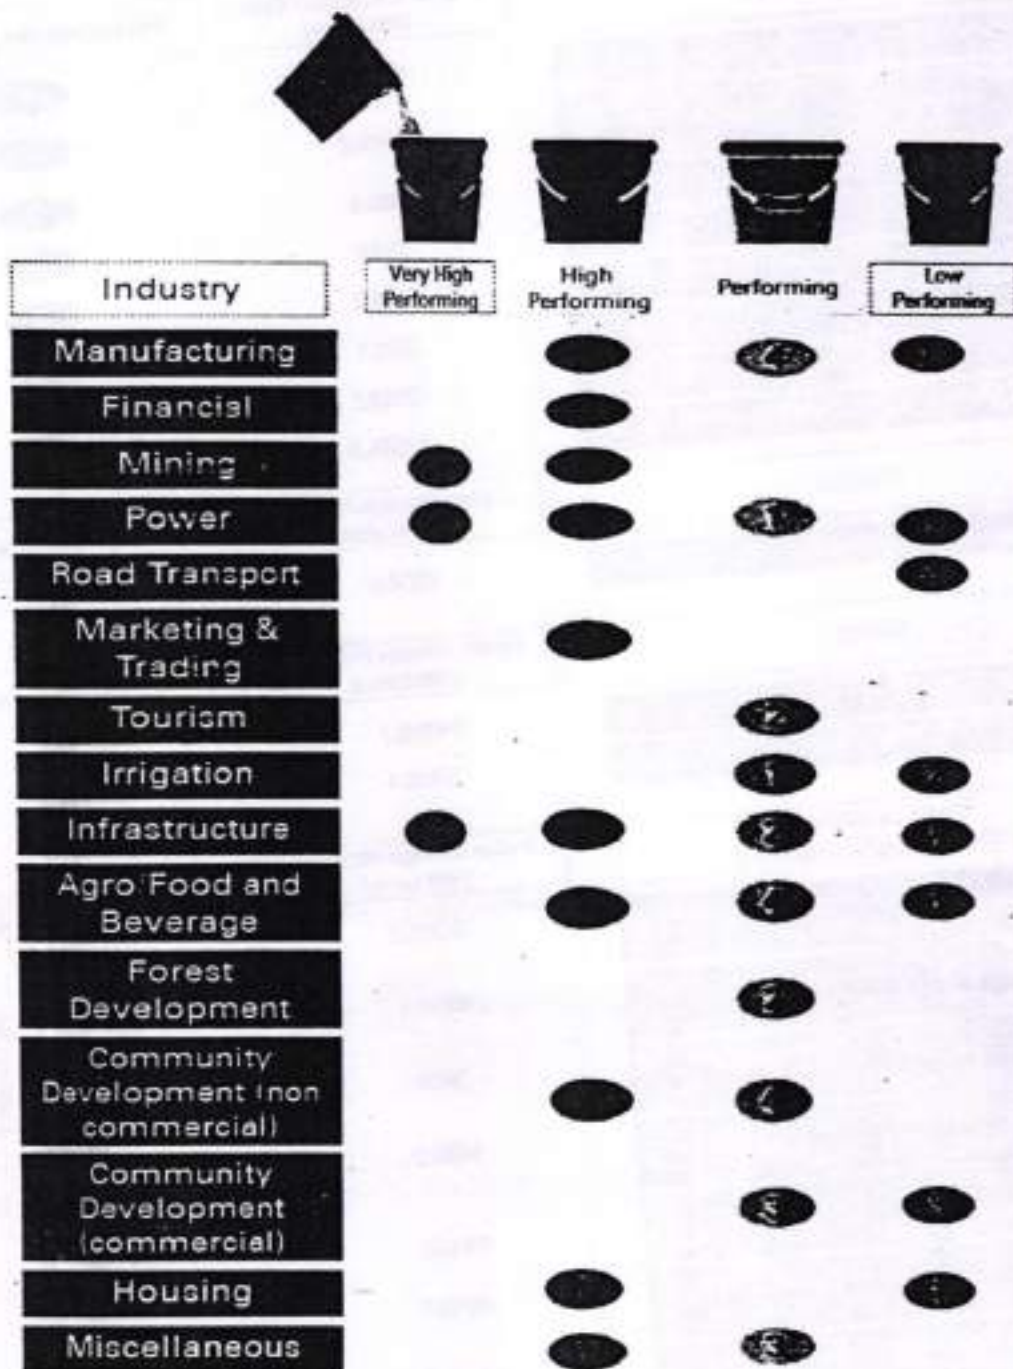 Industry
Very High
Performing
High
Performing
Performing
Low
Performing
Manufacturing
Financial
Mining
Power
Road Transport
Marketing &
Trading
Tourism
Irrigation
Infrastructure
Agro Food and
Beverage
Forest
Development
Community
Development (non
commercial)
Community
Development
(commercial)
Housing
Miscellaneous